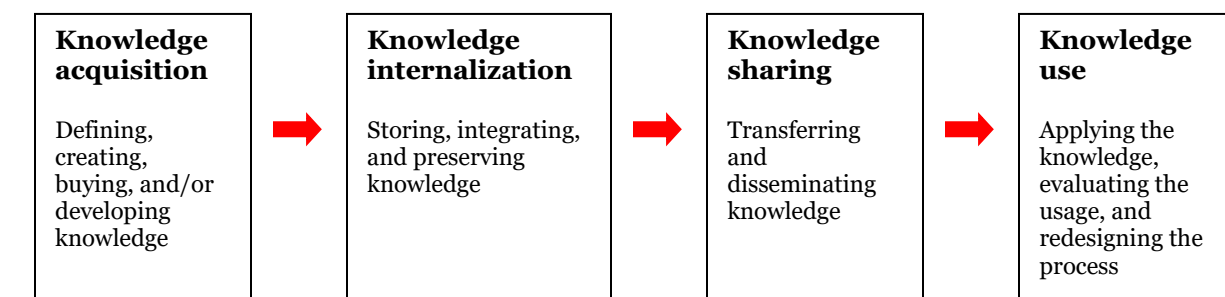 Knowledge
acquisition
Defining,
creating,
buying, and/or
developing
knowledge
Knowledge
internalization
Storing, integrating,
and preserving
knowledge
Knowledge
sharing
Transferring
and
disseminating
knowledge
Knowledge
use
Applying the
knowledge,
evaluating the
usage, and
redesigning the
process